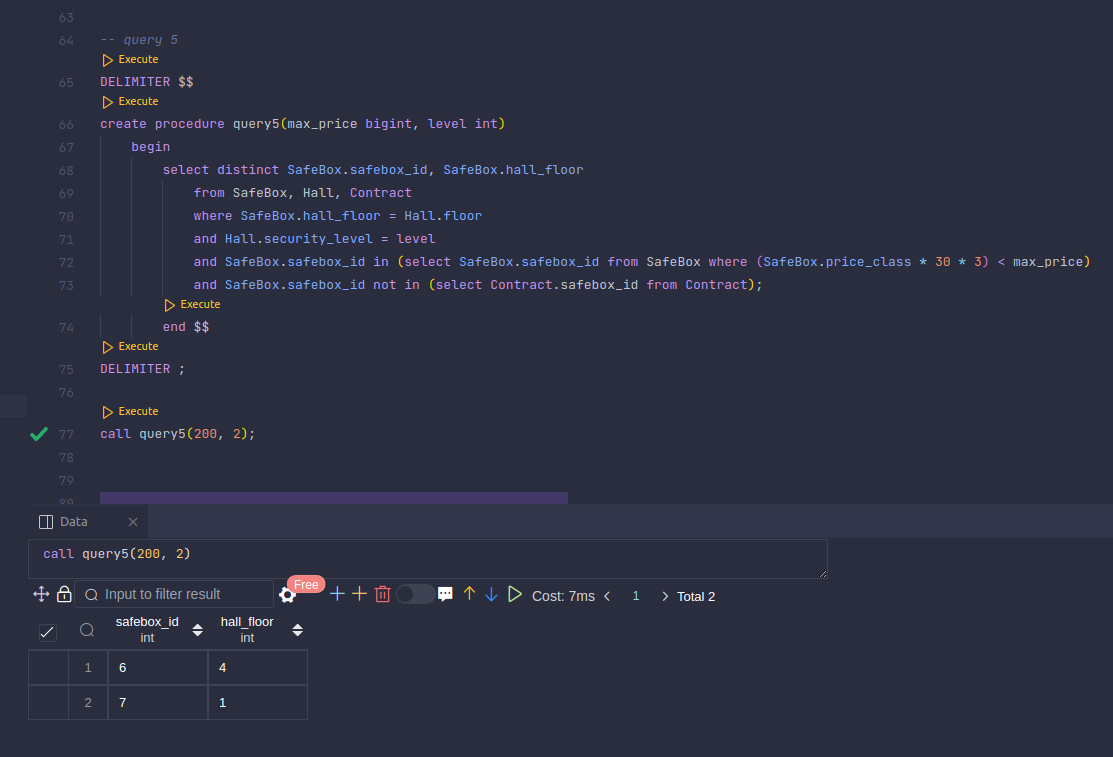 63
64 -- query 5
Execute
65 DELIMITER $$
Execute
66 create procedure query5(max_price bigint, level int)
67 begin
68 select distinct SafeBox.safebox_id, SafeBox.hall_floor
69 from SafeBox, Hall, Contract
70 where SafeBox.hall_floor = Hall.floor
71 and Hall.security_level = level
72 and SafeBox.safebox_id in (select SafeBox.safebox_id from SafeBox where (SafeBox.price_class * 30 * 3) < max_price)
73 and SafeBox.safebox_id not in (select Contract.safebox_id from Contract);
Execute
74 end $$
Execute
75 DELIMITER ;
76
Execute
77 call query5(200, 2);
78
79
80
Data
call query5(200, 2)
Free
Input to filter result Cost: 7ms < 1 > Total 2
safebox_id hall_floor
int int
1 6 4
2 7 1